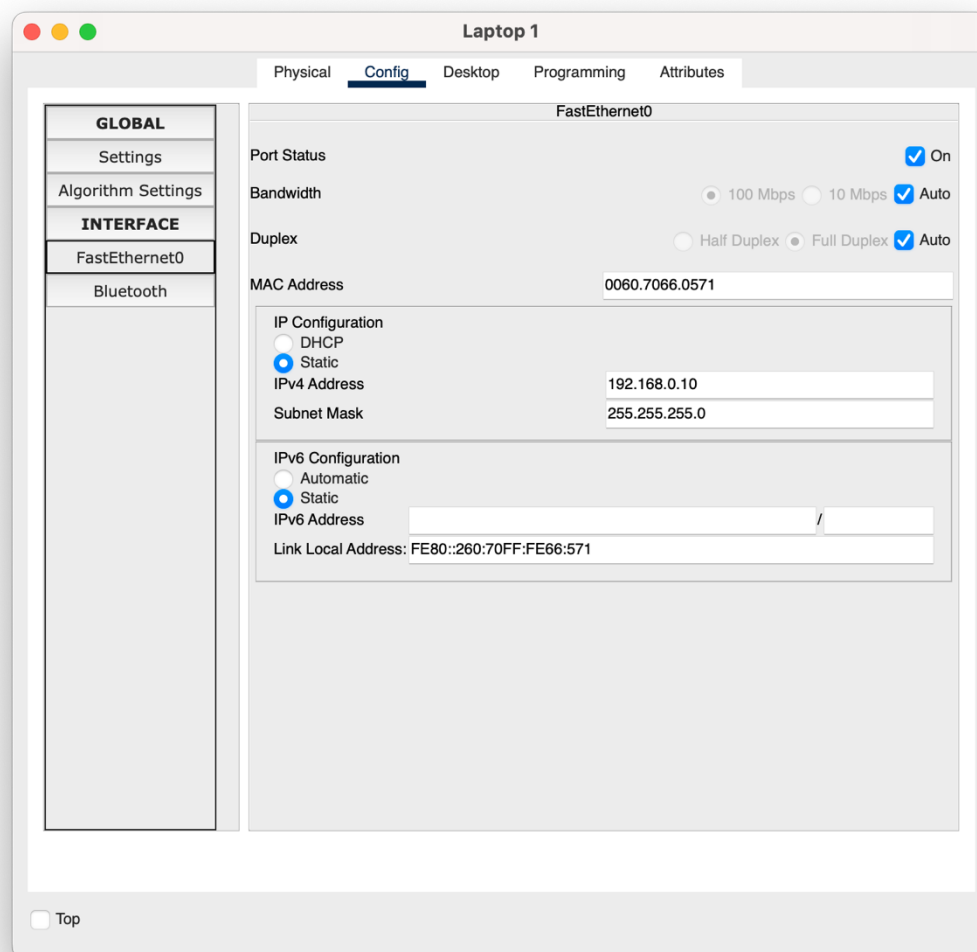 Laptop 1
Physical Config Desktop Programming Attributes
GLOBAL
Settings
Algorithm Settings
INTERFACE
FastEthernet0
Bluetooth
FastEthernet0
Port Status On
Bandwidth 100 Mbps 10 Mbps Auto
Duplex Half Duplex Full Duplex Auto
MAC Address 0060.7066.0571
IP Configuration
DHCP
Static
IPv4 Address 192.168.0.10
Subnet Mask 255.255.255.0
IPv6 Configuration
Automatic
Static
IPv6 Address /
Link Local Address: FE80::260:70FF:FE66:571
Top